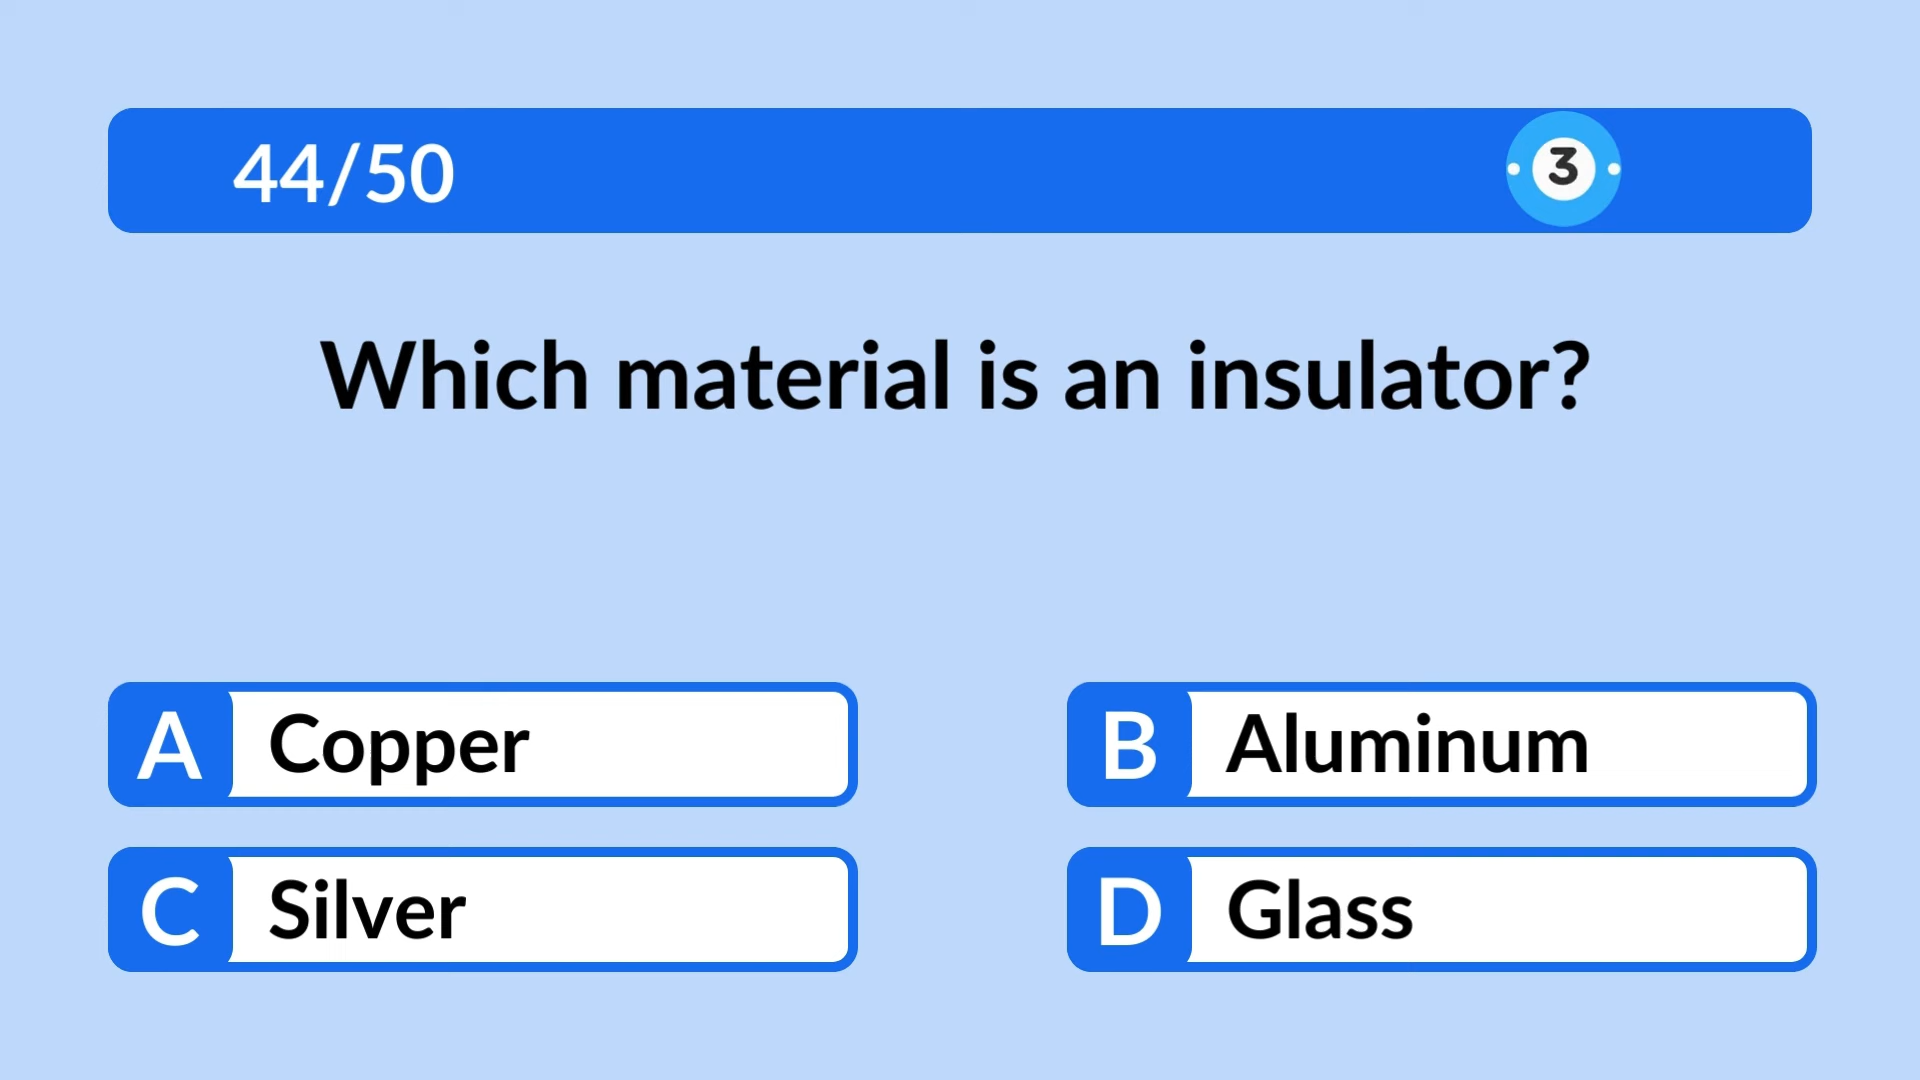 44/50
3
Which material is an insulator?
A Copper
B Aluminum
C Silver
D Glass